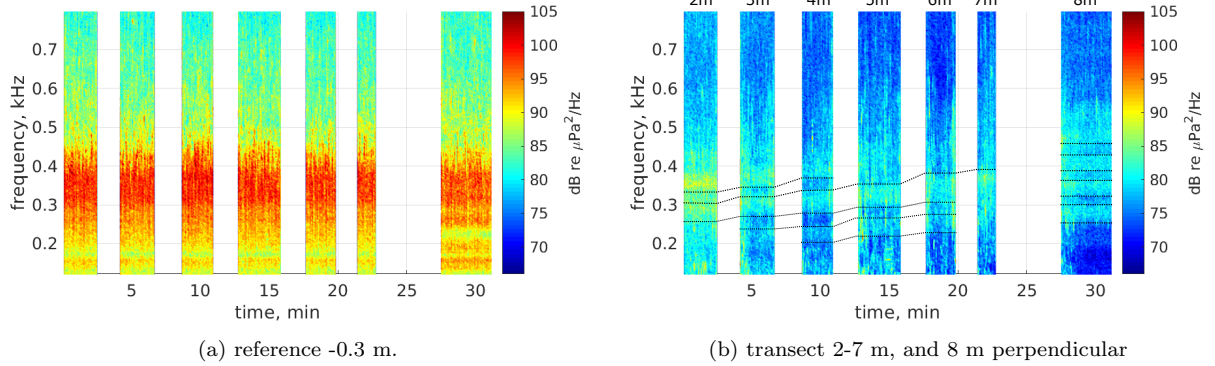 2m 3m 4m 5m 6m 7m 8m
105
100
95
90
85
80
75
70
dB re μPa²/Hz
0.7
0.6
0.5
0.4
0.3
0.2
frequency, kHz
5 10 15 20 25 30
time, min
(a) reference -0.3 m.
105
100
95
90
85
80
75
70
dB re μPa²/Hz
0.7
0.6
0.5
0.4
0.3
0.2
frequency, kHz
5 10 15 20 25 30
time, min
(b) transect 2-7 m, and 8 m perpendicular